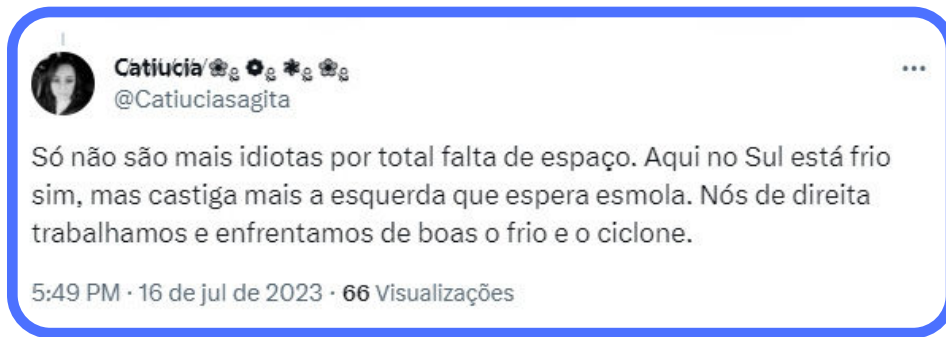 Catiucia
@Catiuciasagita
Só não são mais idiotas por total falta de espaço. Aqui no Sul está frio
sim, mas castiga mais a esquerda que espera esmola. Nós de direita
trabalhamos e enfrentamos de boas o frio e o ciclone.
5:49 PM · 16 de jul de 2023 · 66 Visualizações